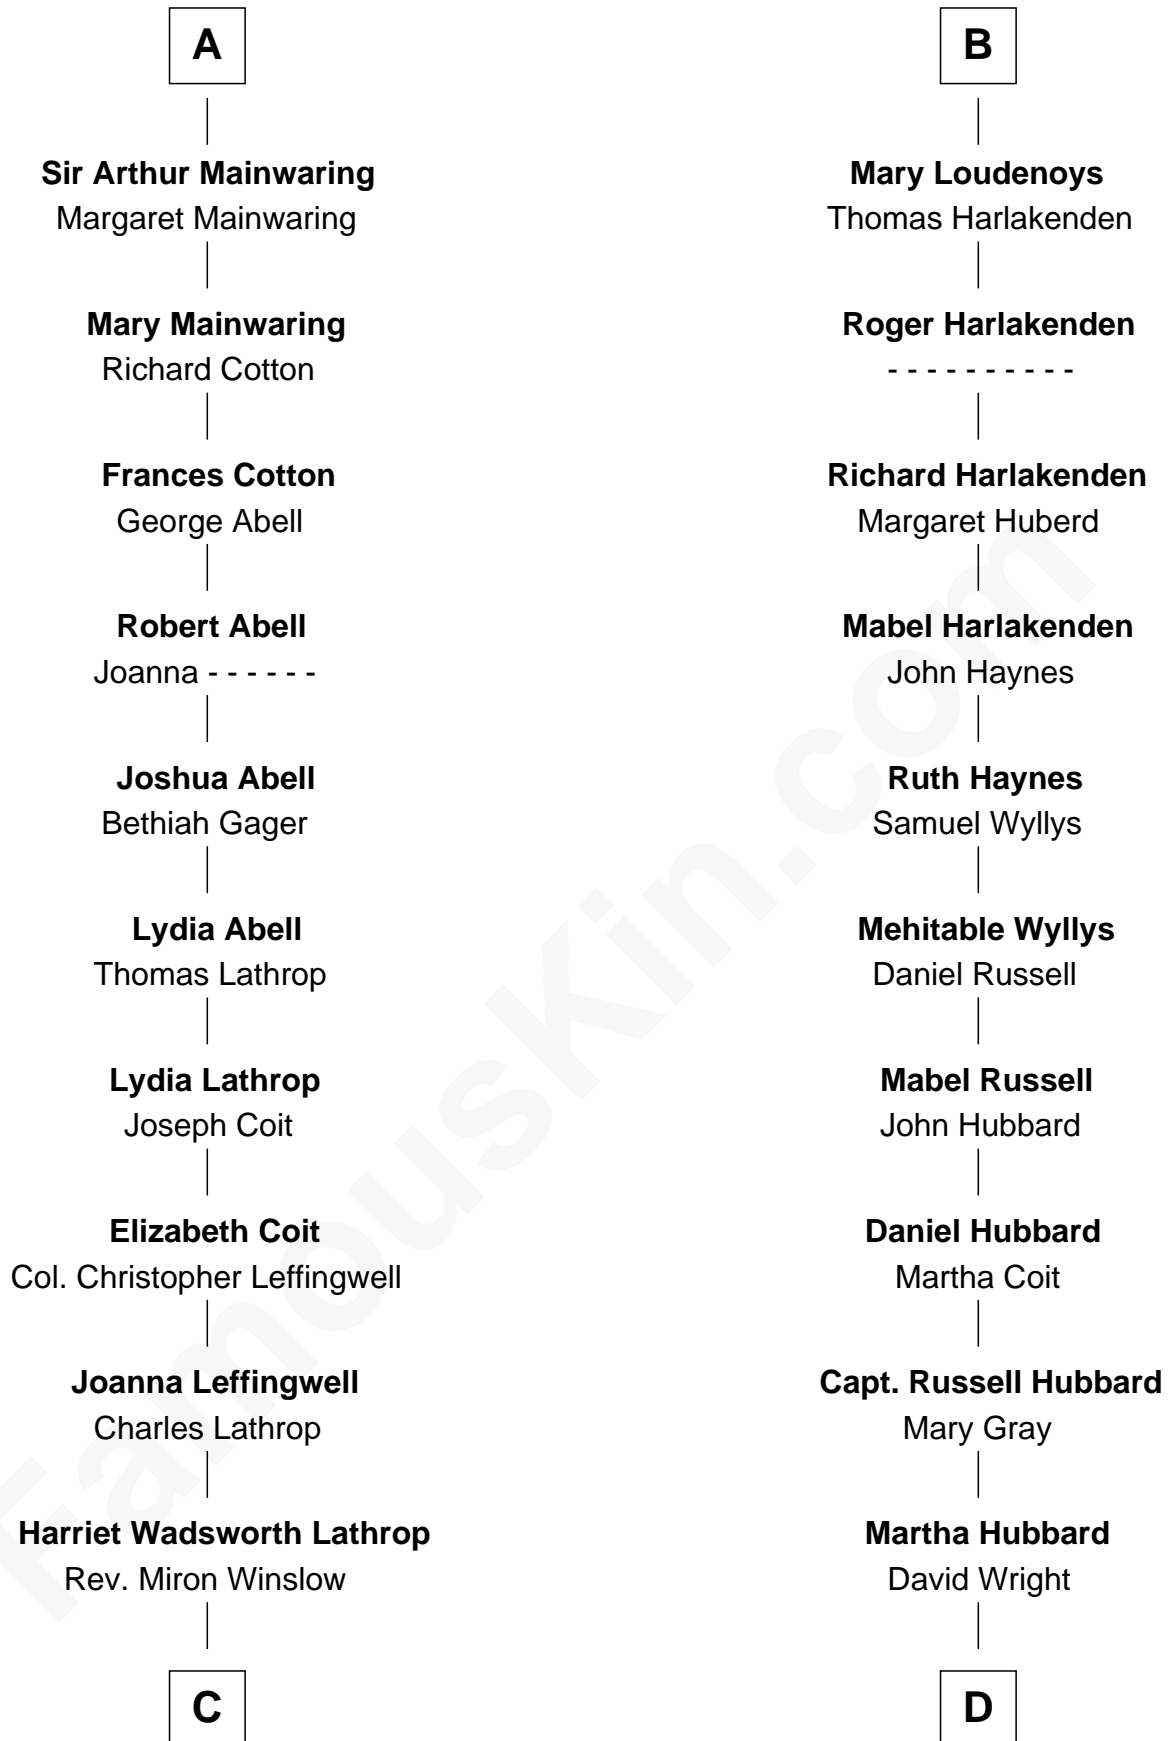 A
Sir Arthur Mainwaring
Margaret Mainwaring
Mary Mainwaring
Richard Cotton
Frances Cotton
George Abell
Robert Abell
Joanna - - - - - -
Joshua Abell
Bethiah Gager
Lydia Abell
Thomas Lathrop
Lydia Lathrop
Joseph Coit
Elizabeth Coit
Col. Christopher Leffingwell
Joanna Leffingwell
Charles Lathrop
Harriet Wadsworth Lathrop
Rev. Miron Winslow
C
B
Mary Loudenoys
Thomas Harlakenden
Roger Harlakenden
- - - - - - - - - -
Richard Harlakenden
Margaret Huberd
Mabel Harlakenden
John Haynes
Ruth Haynes
Samuel Wyllys
Mehitable Wyllys
Daniel Russell
Mabel Russell
John Hubbard
Daniel Hubbard
Martha Coit
Capt. Russell Hubbard
Mary Gray
Martha Hubbard
David Wright
D
FamousKin.com